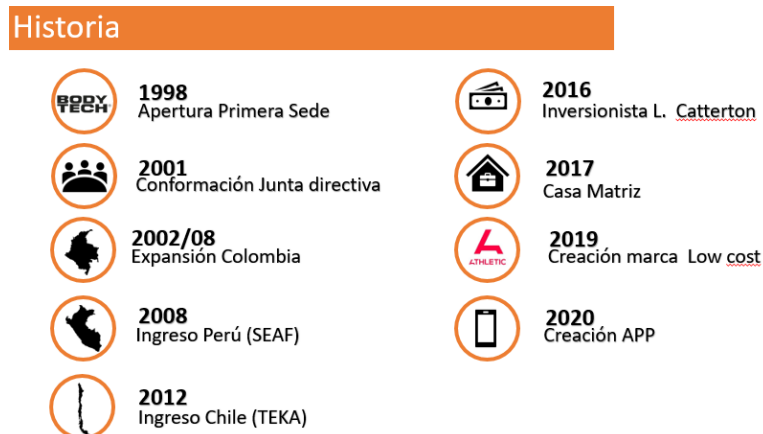 Historia
BODY
TECH
1998
Apertura Primera Sede
2001
Conformación Junta directiva
2002/08
Expansión Colombia
2008
Ingreso Perú (SEAF)
2012
Ingreso Chile (TEKA)
2016
Inversionista L. Catterton
2017
Casa Matriz
ATHLETIC
2019
Creación marca Low cost
2020
Creación APP